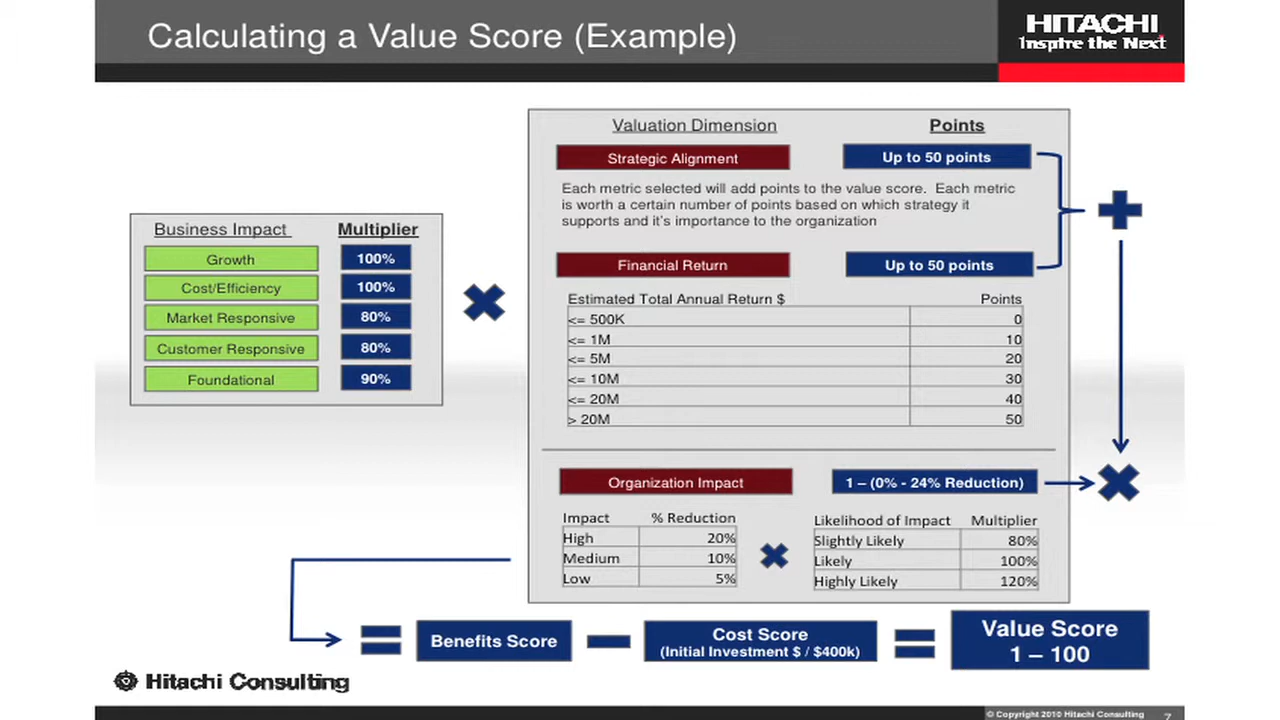 Calculating a Value Score (Example)
HITACHI
Inspire the Next
Business Impact Multiplier
Growth 100%
Cost/Efficiency 100%
Market Responsive 80%
Customer Responsive 80%
Foundational 90%
Valuation Dimension Points
Strategic Alignment Up to 50 points
Each metric selected will add points to the value score. Each metric
is worth a certain number of points based on which strategy it
supports and it's importance to the organization
Financial Return Up to 50 points
Estimated Total Annual Return $ Points
<= 500K 0
<= 1M 10
<= 5M 20
<= 10M 30
<= 20M 40
> 20M 50
Organization Impact 1 – (0% - 24% Reduction)
Impact % Reduction
High 20%
Medium 10%
Low 5%
Likelihood of Impact Multiplier
Slightly Likely 80%
Likely 100%
Highly Likely 120%
Benefits Score
Cost Score
(Initial Investment $ / $400k)
Value Score
1 – 100
Hitachi Consulting
© Copyright 2010 Hitachi Consulting 7